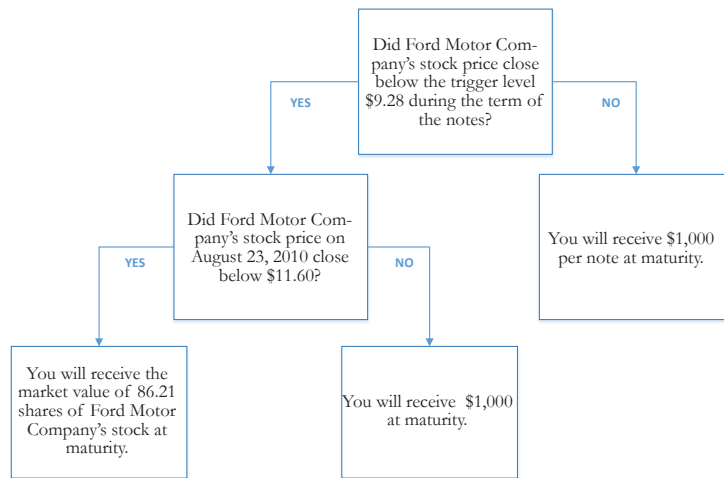 Did Ford Motor Com-
pany's stock price close
below the trigger level
$9.28 during the term of
the notes?
YES
NO
Did Ford Motor Com-
pany's stock price on
August 23, 2010 close
below $11.60?
You will receive $1,000
per note at maturity.
YES
NO
You will receive the
market value of 86.21
shares of Ford Motor
Company's stock at
maturity.
You will receive $1,000
at maturity.